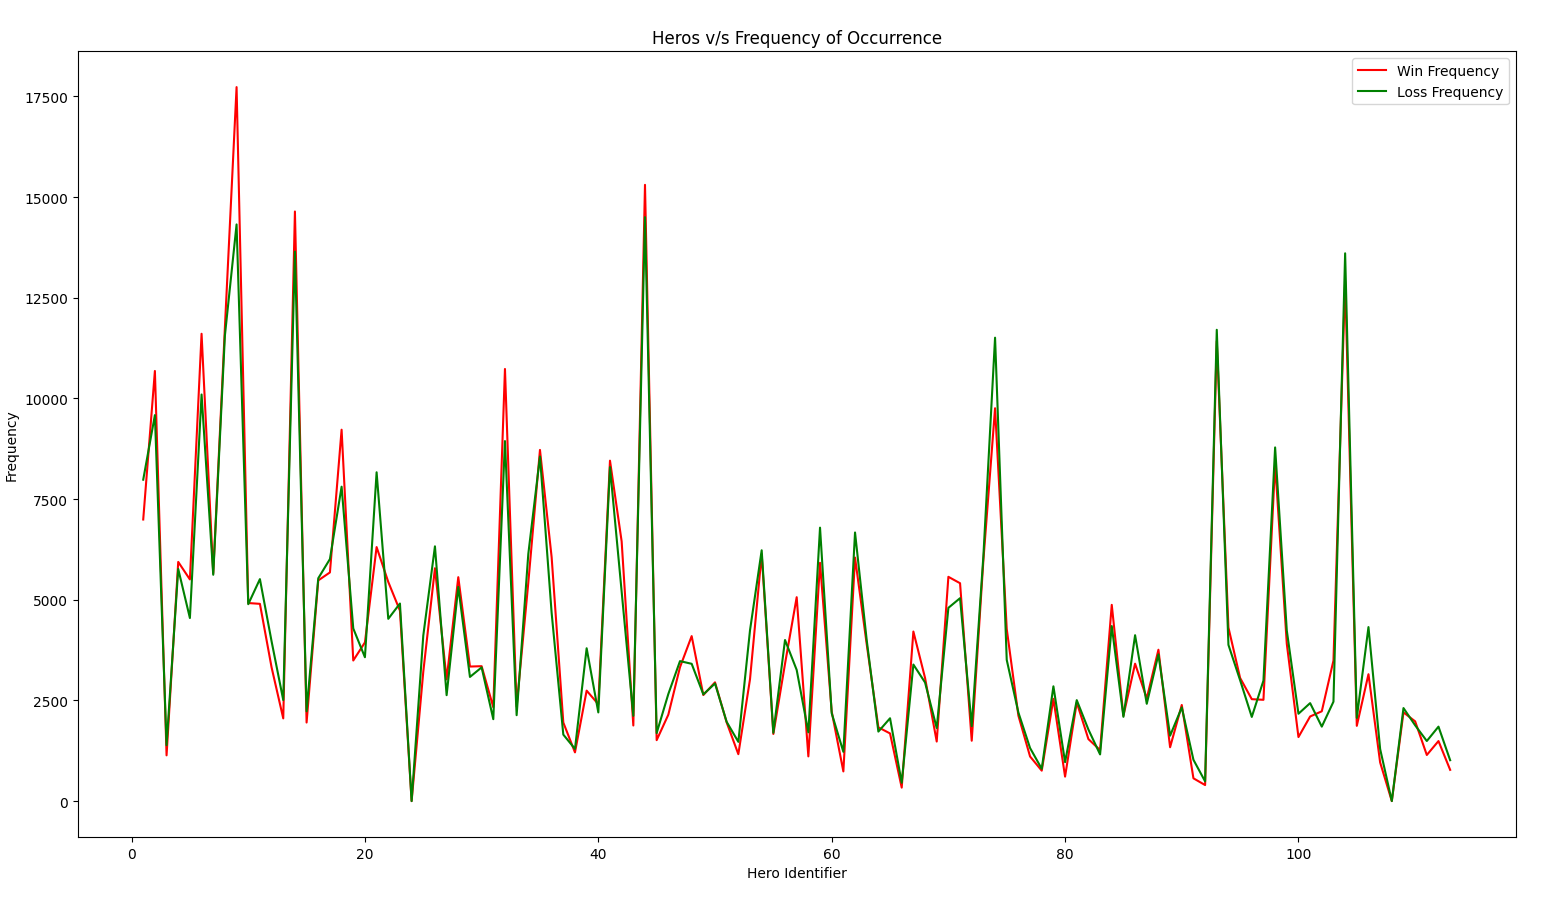 Heros v/s Frequency of Occurrence
Win Frequency
Loss Frequency
17500
15000
12500
10000
7500
5000
2500
0
Frequency
0 20 40 60 80 100
Hero Identifier